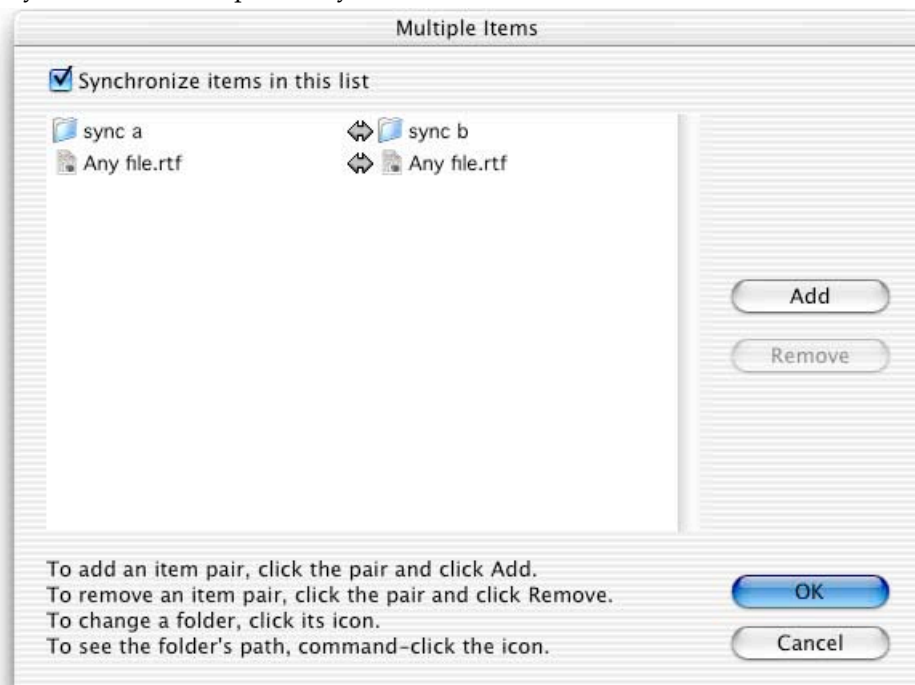 Multiple Items
Synchronize items in this list
sync a sync b
Any file.rtf Any file.rtf
Add
Remove
To add an item pair, click the pair and click Add.
To remove an item pair, click the pair and click Remove.
To change a folder, click its icon.
To see the folder's path, command-click the icon.
OK
Cancel